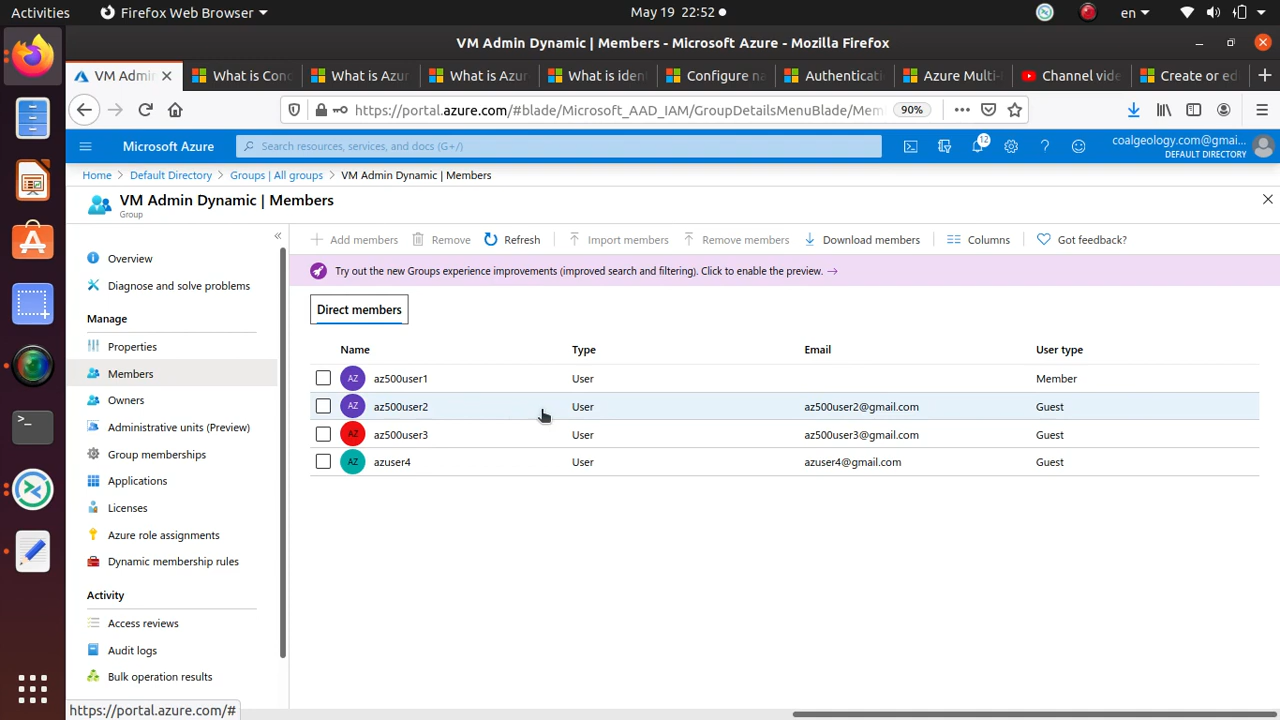 Activities Firefox Web Browser May 19 22:52 en
VM Admin Dynamic | Members - Microsoft Azure - Mozilla Firefox
VM Admi What is Con What is Azur What is Azur What is iden Configure na Authenticati Azure Multi- Channel vide Create or ed
https://portal.azure.com/#blade/Microsoft_AAD_IAM/GroupDetailsMenuBlade/Mem 90%
Microsoft Azure Search resources, services, and docs (G+/) 12 coalgeology.com@gmai...
DEFAULT DIRECTORY
Home Default Directory Groups | All groups VM Admin Dynamic | Members
VM Admin Dynamic | Members
Group
Add members Remove Refresh Import members Remove members Download members Columns Got feedback?
Try out the new Groups experience improvements (improved search and filtering). Click to enable the preview. →
Overview
Diagnose and solve problems
Manage
Properties
Members
Owners
Administrative units (Preview)
Group memberships
Applications
Licenses
Azure role assignments
Dynamic membership rules
Activity
Access reviews
Audit logs
Bulk operation results
Direct members
Name Type Email User type
AZ az500user1 User Member
AZ az500user2 User az500user2@gmail.com Guest
AZ az500user3 User az500user3@gmail.com Guest
AZ azuser4 User azuser4@gmail.com Guest
https://portal.azure.com/#